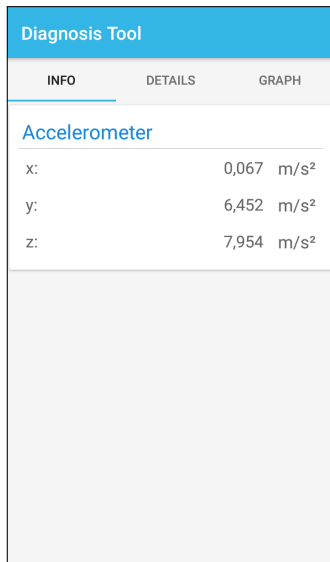 Diagnosis Tool
INFO DETAILS GRAPH
Accelerometer
x: 0,067 m/s²
y: 6,452 m/s²
z: 7,954 m/s²